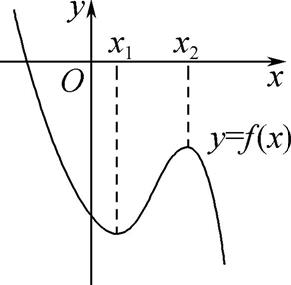 y
x₁ x₂
O x
y=f(x)